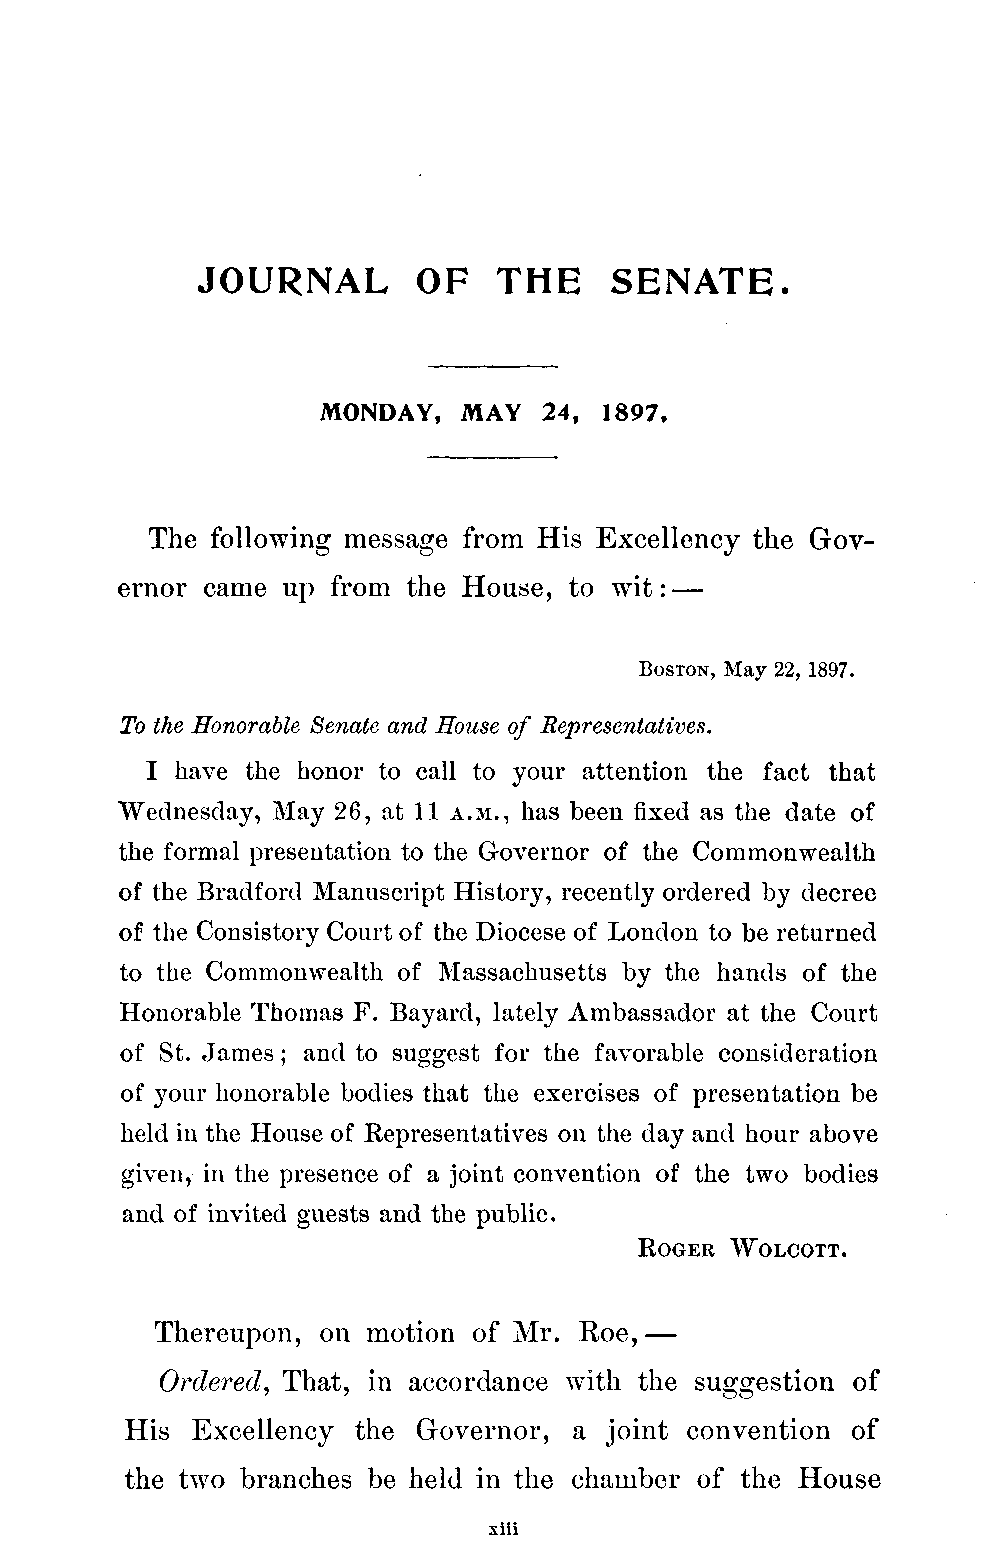 JOURNAL OF THE SENATE.
MONDAY, MAY 24, 1897.
The following message from His Excellency the Gov-
ernor came up from the House, to wit: —
BOSTON, May 22, 1897.
To the Honorable Senate and House of Representatives.
I have the honor to call to your attention the fact that
Wednesday, May 26, at 11 A.M., has been fixed as the date of
the formal presentation to the Governor of the Commonwealth
of the Bradford Manuscript History, recently ordered by decree
of the Consistory Court of the Diocese of London to be returned
to the Commonwealth of Massachusetts by the hands of the
Honorable Thomas F. Bayard, lately Ambassador at the Court
of St. James; and to suggest for the favorable consideration
of your honorable bodies that the exercises of presentation be
held in the House of Representatives on the day and hour above
given, in the presence of a joint convention of the two bodies
and of invited guests and the public.
ROGER WOLCOTT.
Thereupon, on motion of Mr. Roe, —
Ordered, That, in accordance with the suggestion of
His Excellency the Governor, a joint convention of
the two branches be held in the chamber of the House
xiii